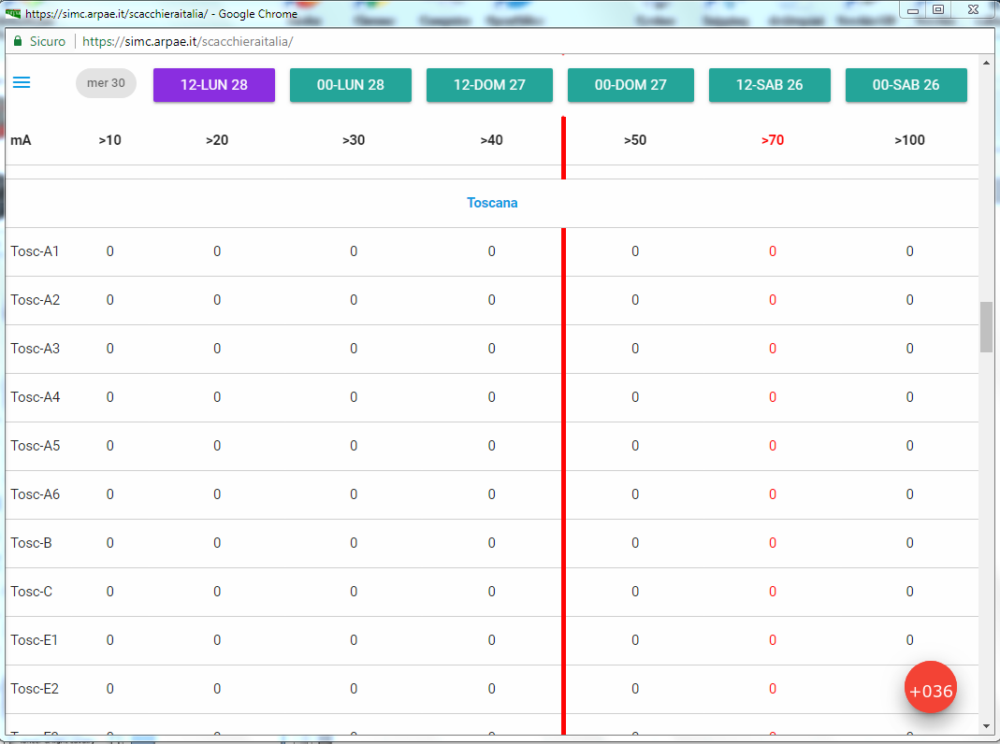 https://simc.arpae.it/scacchieraitalia/ - Google Chrome
Sicuro https://simc.arpae.it/scacchieraitalia/
mer 30 12-LUN 28 00-LUN 28 12-DOM 27 00-DOM 27 12-SAB 26 00-SAB 26
mA >10 >20 >30 >40 >50 >70 >100
Toscana
Tosc-A1 0 0 0 0 0 0 0
Tosc-A2 0 0 0 0 0 0 0
Tosc-A3 0 0 0 0 0 0 0
Tosc-A4 0 0 0 0 0 0 0
Tosc-A5 0 0 0 0 0 0 0
Tosc-A6 0 0 0 0 0 0 0
Tosc-B 0 0 0 0 0 0 0
Tosc-C 0 0 0 0 0 0 0
Tosc-E1 0 0 0 0 0 0 0
Tosc-E2 0 0 0 0 0 0
+036